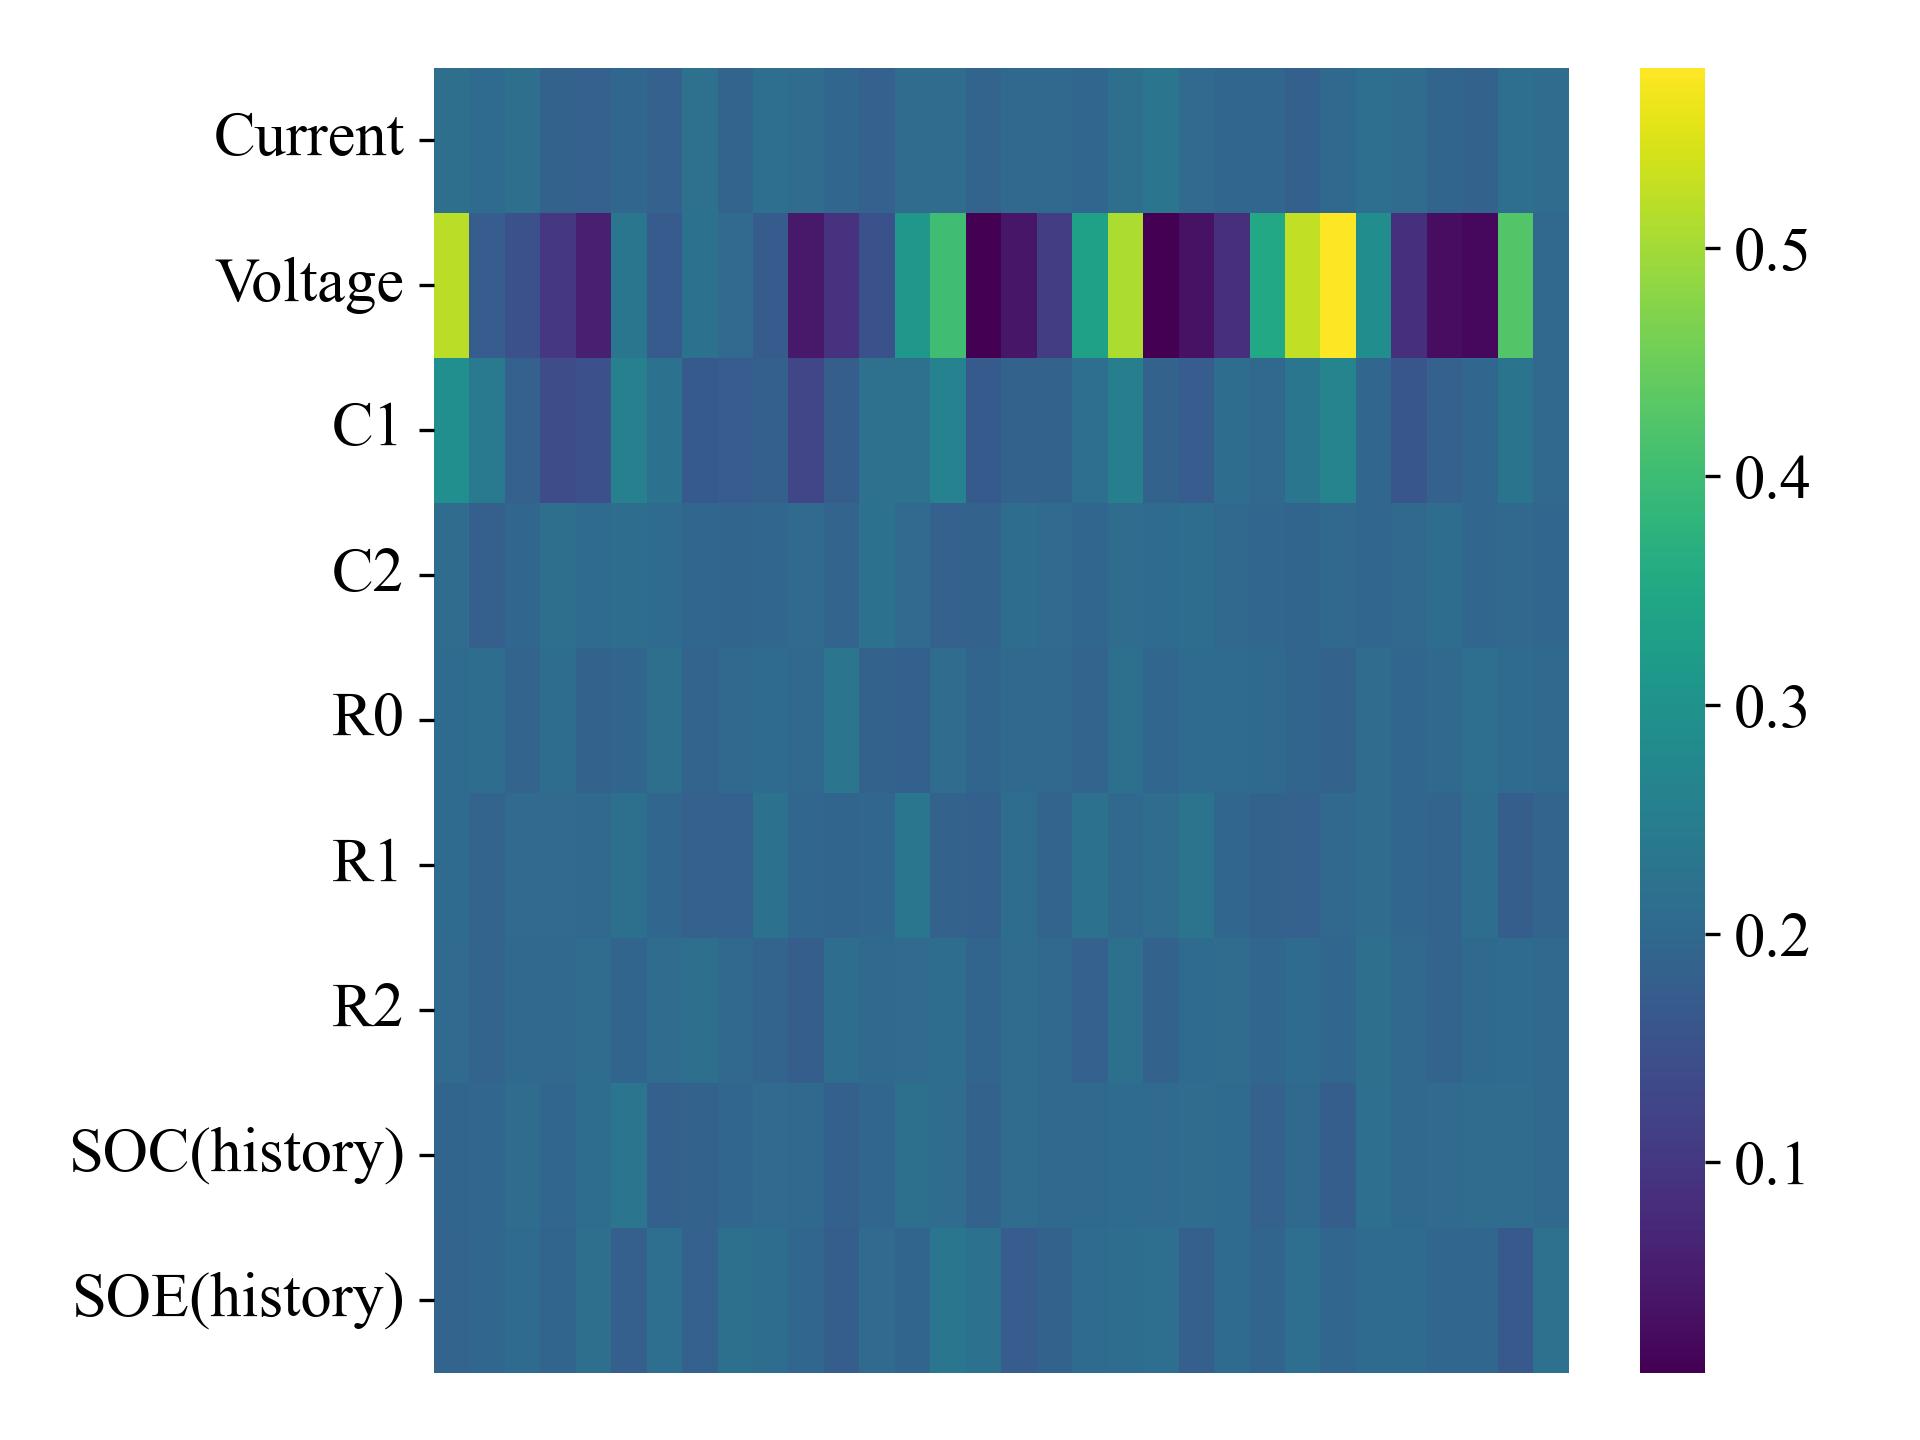 Current
Voltage
C1
C2
R0
R1
R2
SOC(history)
SOE(history)
0.5
0.4
0.3
0.2
0.1